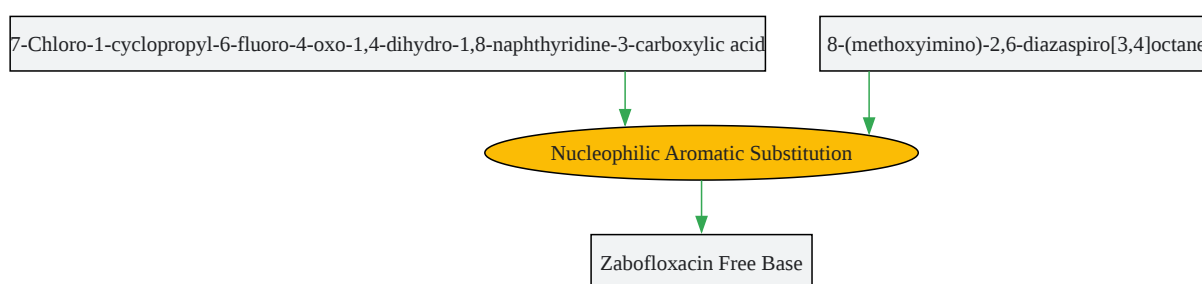 7-Chloro-1-cyclopropyl-6-fluoro-4-oxo-1,4-dihydro-1,8-naphthyridine-3-carboxylic acid
8-(methoxyimino)-2,6-diazaspiro[3,4]octane
Nucleophilic Aromatic Substitution
Zabofloxacin Free Base